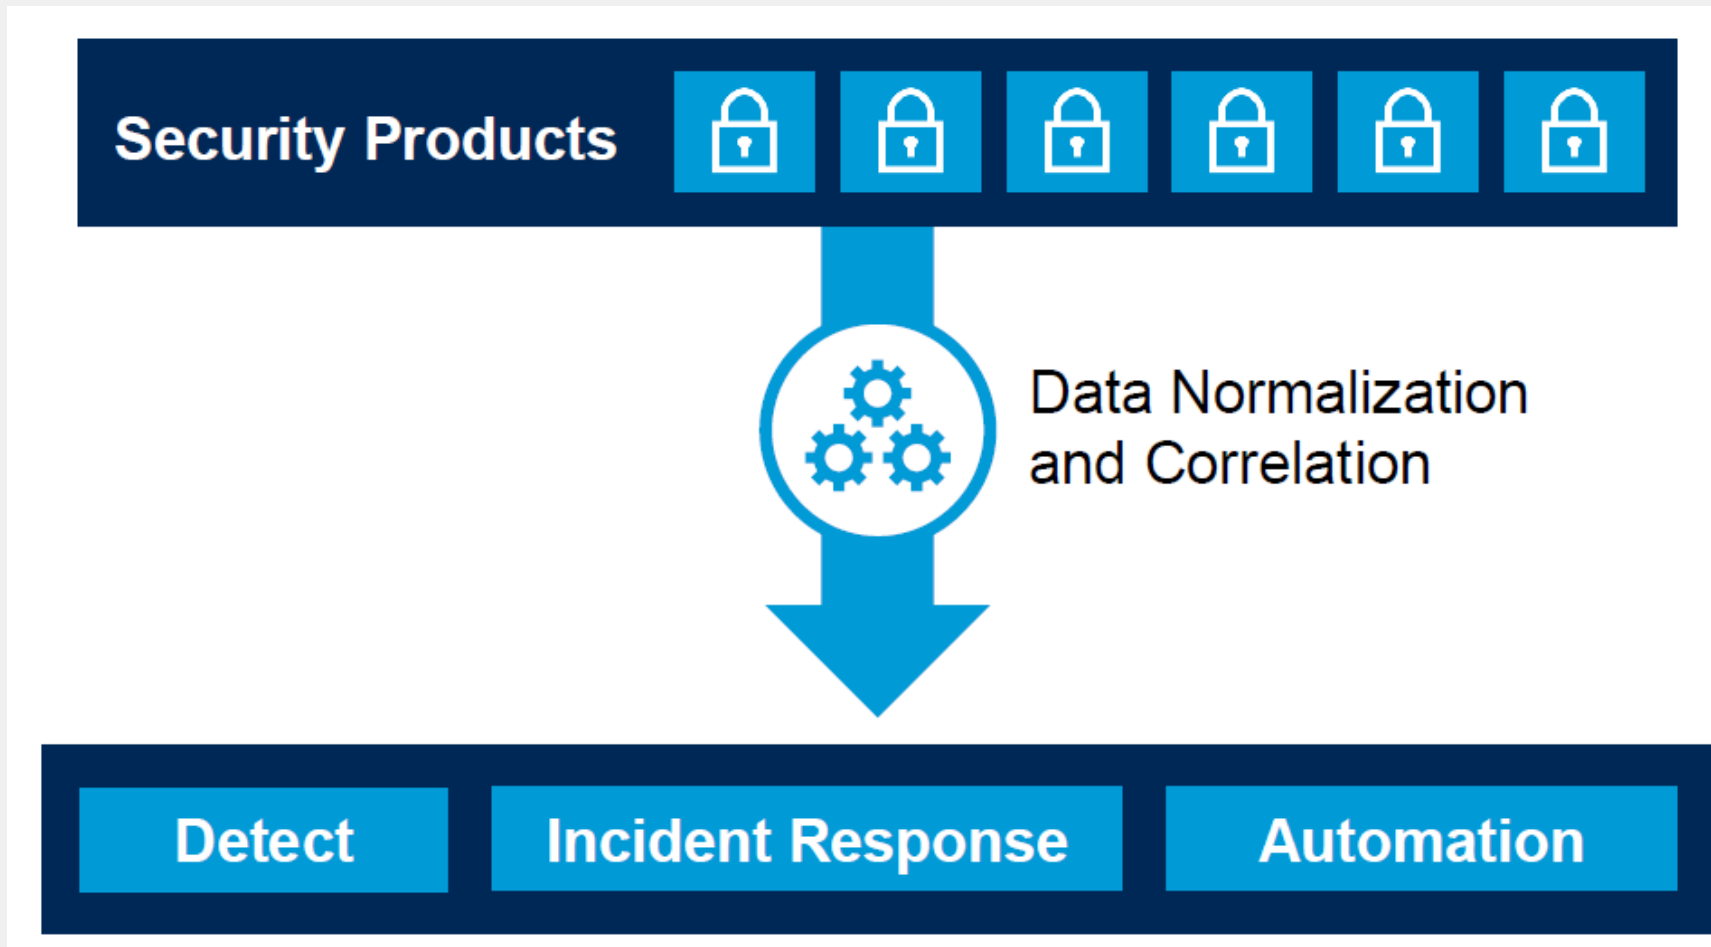 Security Products
Data Normalization
and Correlation
Detect
Incident Response
Automation